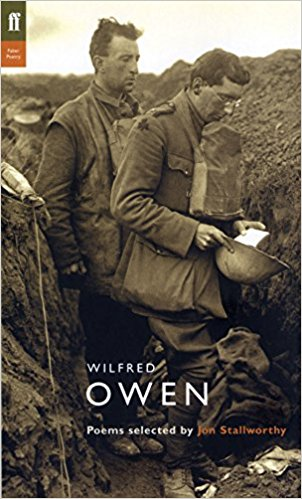 ff
Faber
Poetry
WILFRED
OWEN
Poems selected by Jon Stallworthy